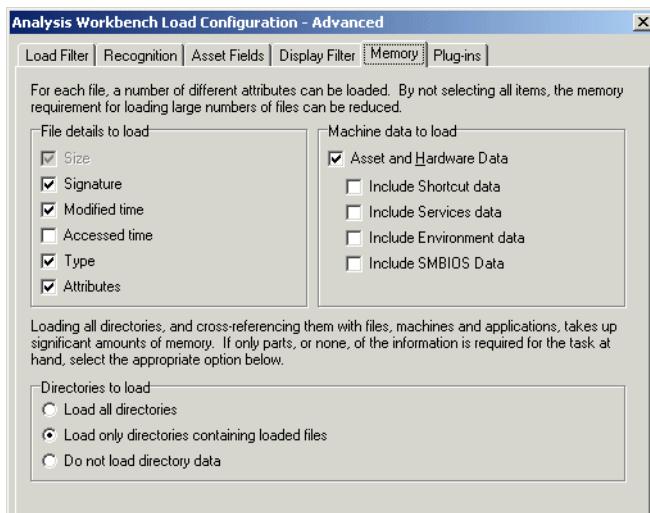 Analysis Workbench Load Configuration - Advanced
Load Filter Recognition Asset Fields Display Filter Memory Plug-ins
For each file, a number of different attributes can be loaded. By not selecting all items, the memory
requirement for loading large numbers of files can be reduced.
File details to load
Size
Signature
Modified time
Accessed time
Type
Attributes
Machine data to load
Asset and Hardware Data
Include Shortcut data
Include Services data
Include Environment data
Include SMBIOS Data
Loading all directories, and cross-referencing them with files, machines and applications, takes up
significant amounts of memory. If only parts, or none, of the information is required for the task at
hand, select the appropriate option below.
Directories to load
Load all directories
Load only directories containing loaded files
Do not load directory data